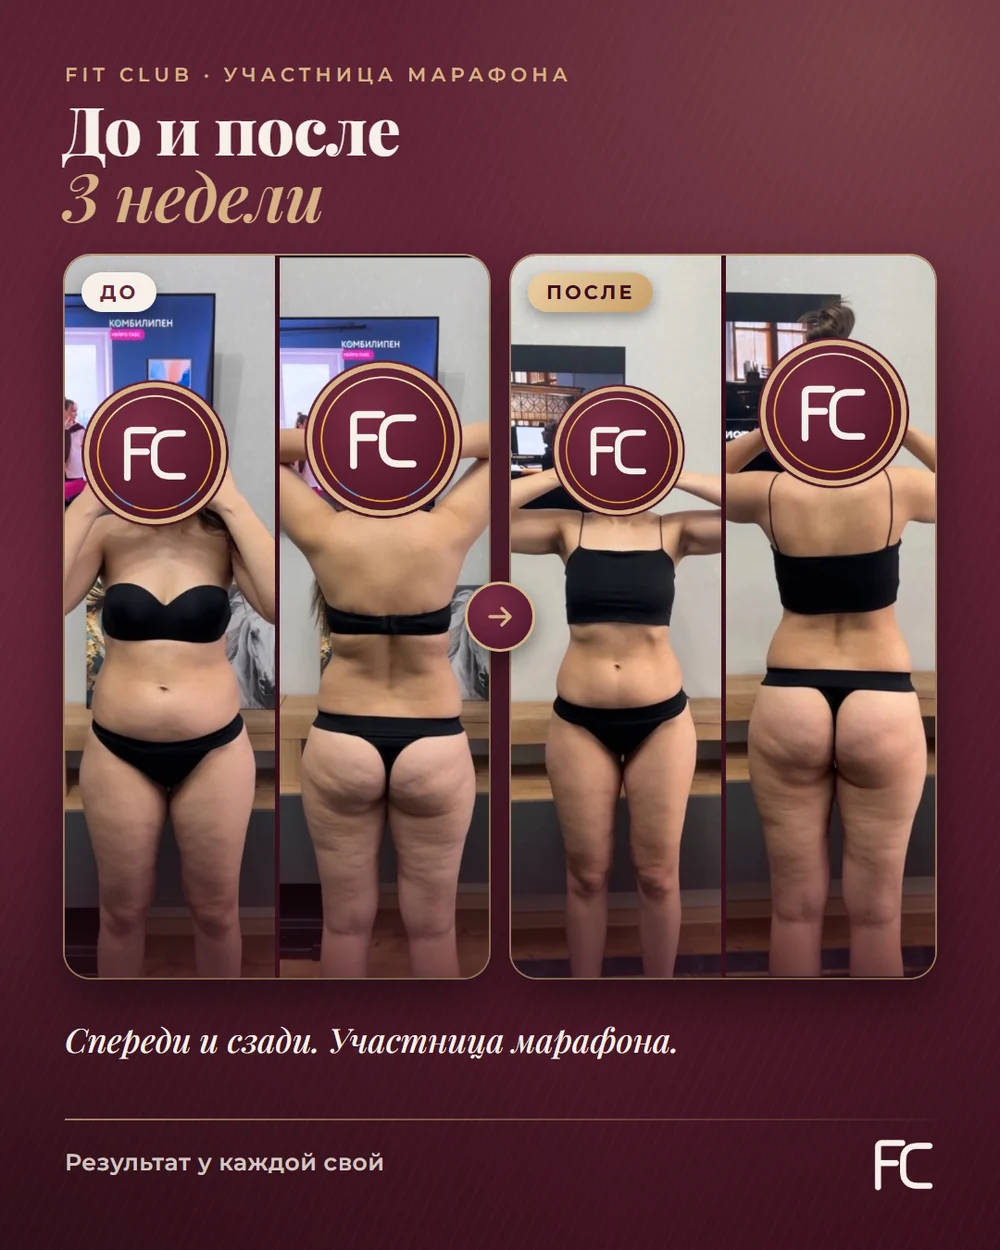 FIT CLUB · УЧАСТНИЦА МАРАФОНА
До и после
3 недели
ДО
ПОСЛЕ
КОМБИЛИПЕН
КОМБИЛИПЕН
FC
FC
FC
FC
Спереди и сзади. Участница марафона.
Результат у каждой свой
FC